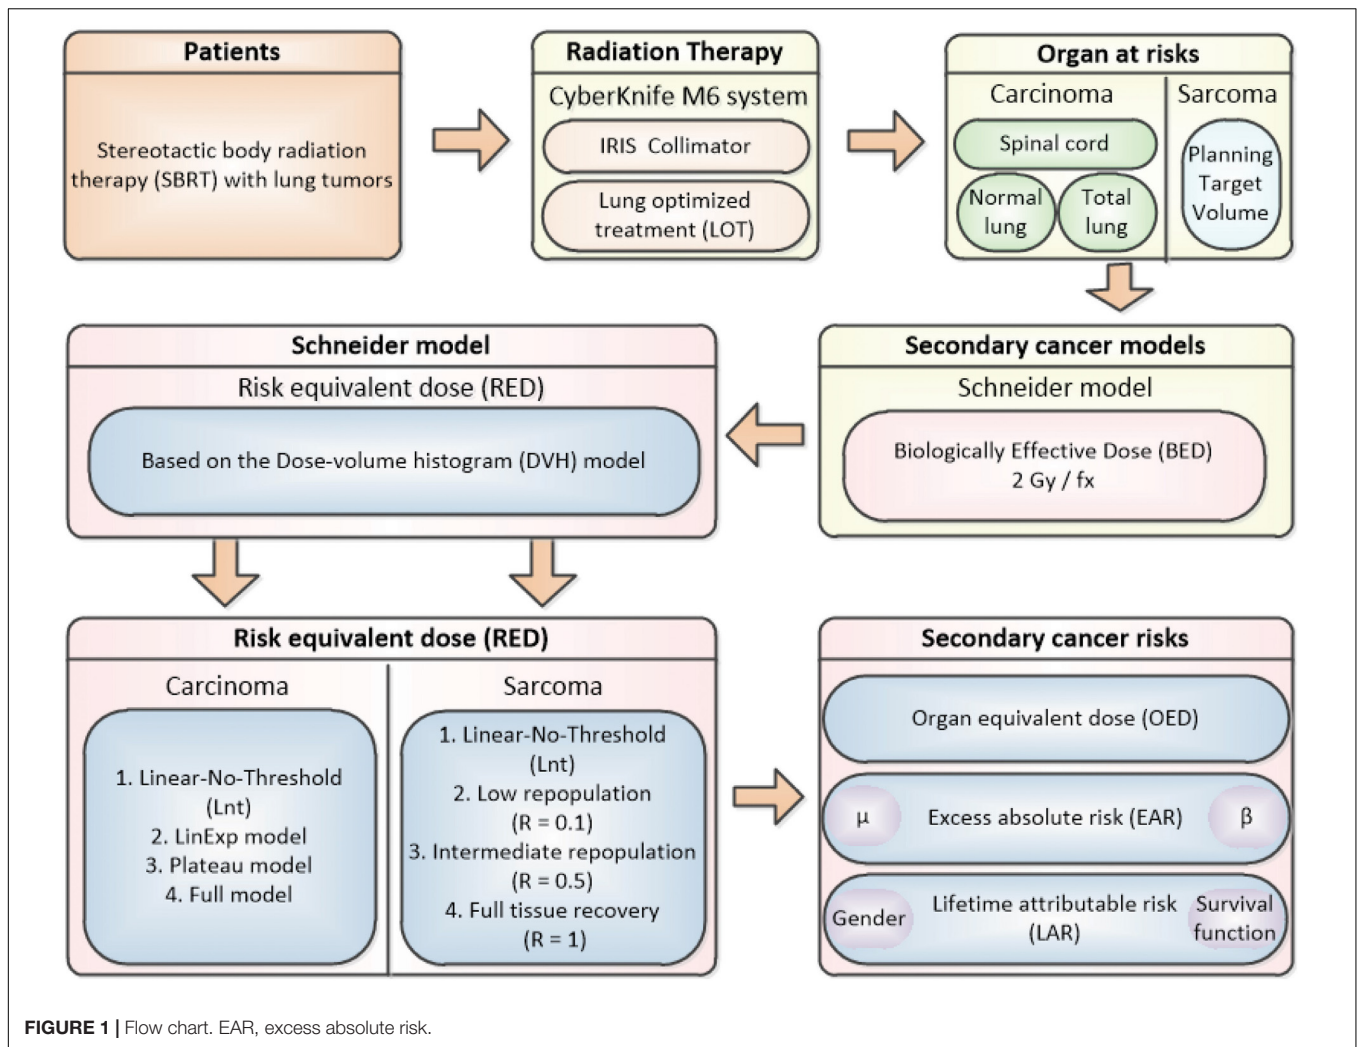 Patients
Stereotactic body radiation
therapy (SBRT) with lung tumors
Radiation Therapy
CyberKnife M6 system
IRIS Collimator
Lung optimized
treatment (LOT)
Organ at risks
Carcinoma
Spinal cord
Normal
lung
Total
lung
Sarcoma
Planning
Target
Volume
Secondary cancer models
Schneider model
Biologically Effective Dose (BED)
2 Gy / fx
Schneider model
Risk equivalent dose (RED)
Based on the Dose-volume histogram (DVH) model
Risk equivalent dose (RED)
Carcinoma
1. Linear-No-Threshold
(Lnt)
2. LinExp model
3. Plateau model
4. Full model
Sarcoma
1. Linear-No-Threshold
(Lnt)
2. Low repopulation
(R = 0.1)
3. Intermediate repopulation
(R = 0.5)
4. Full tissue recovery
(R = 1)
Secondary cancer risks
Organ equivalent dose (OED)
μ
Excess absolute risk (EAR)
β
Gender
Lifetime attributable risk
(LAR)
Survival
function
FIGURE 1 | Flow chart. EAR, excess absolute risk.